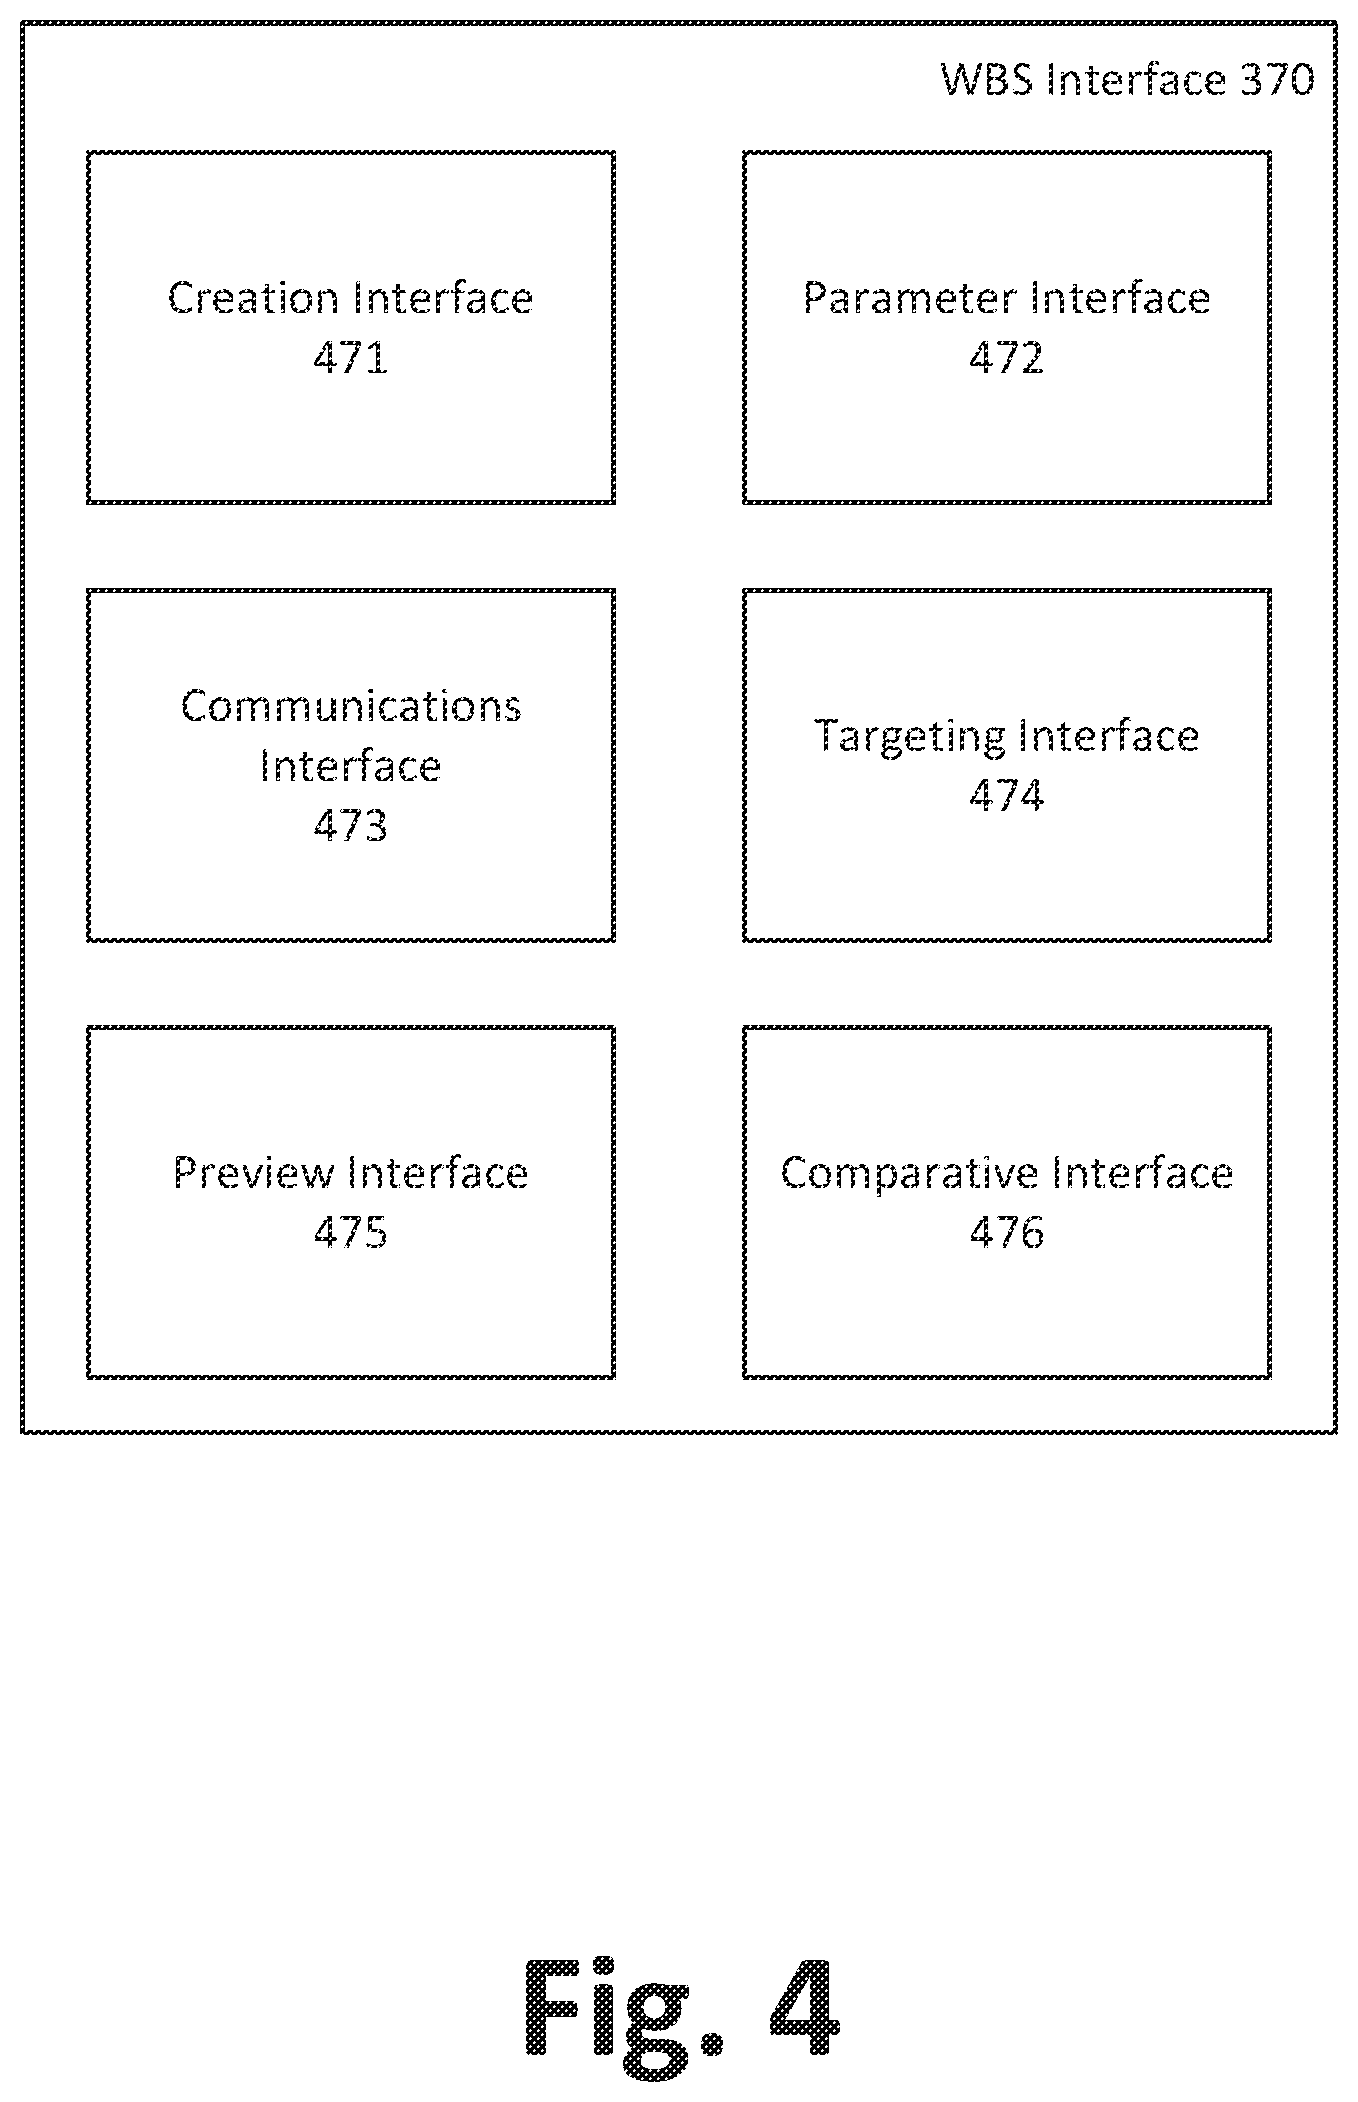 WBS Interface 370
Creation Interface
471
Parameter Interface
472
Communications
Interface
473
Targeting Interface
474
Preview Interface
475
Comparative Interface
476
Fig. 4